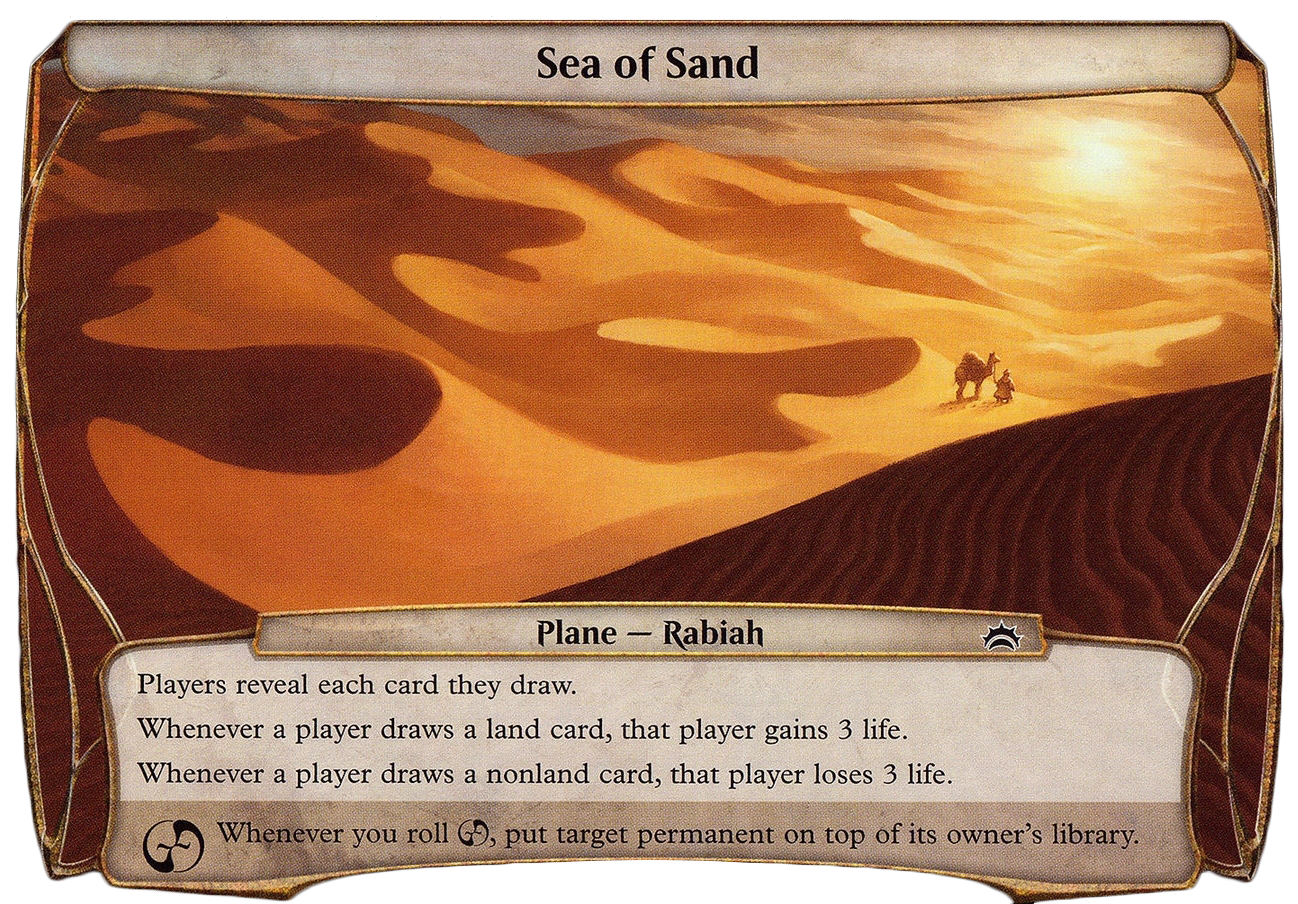 Sea of Sand
Plane — Rabiah
Players reveal each card they draw.
Whenever a player draws a land card, that player gains 3 life.
Whenever a player draws a nonland card, that player loses 3 life.
Whenever you roll , put target permanent on top of its owner's library.